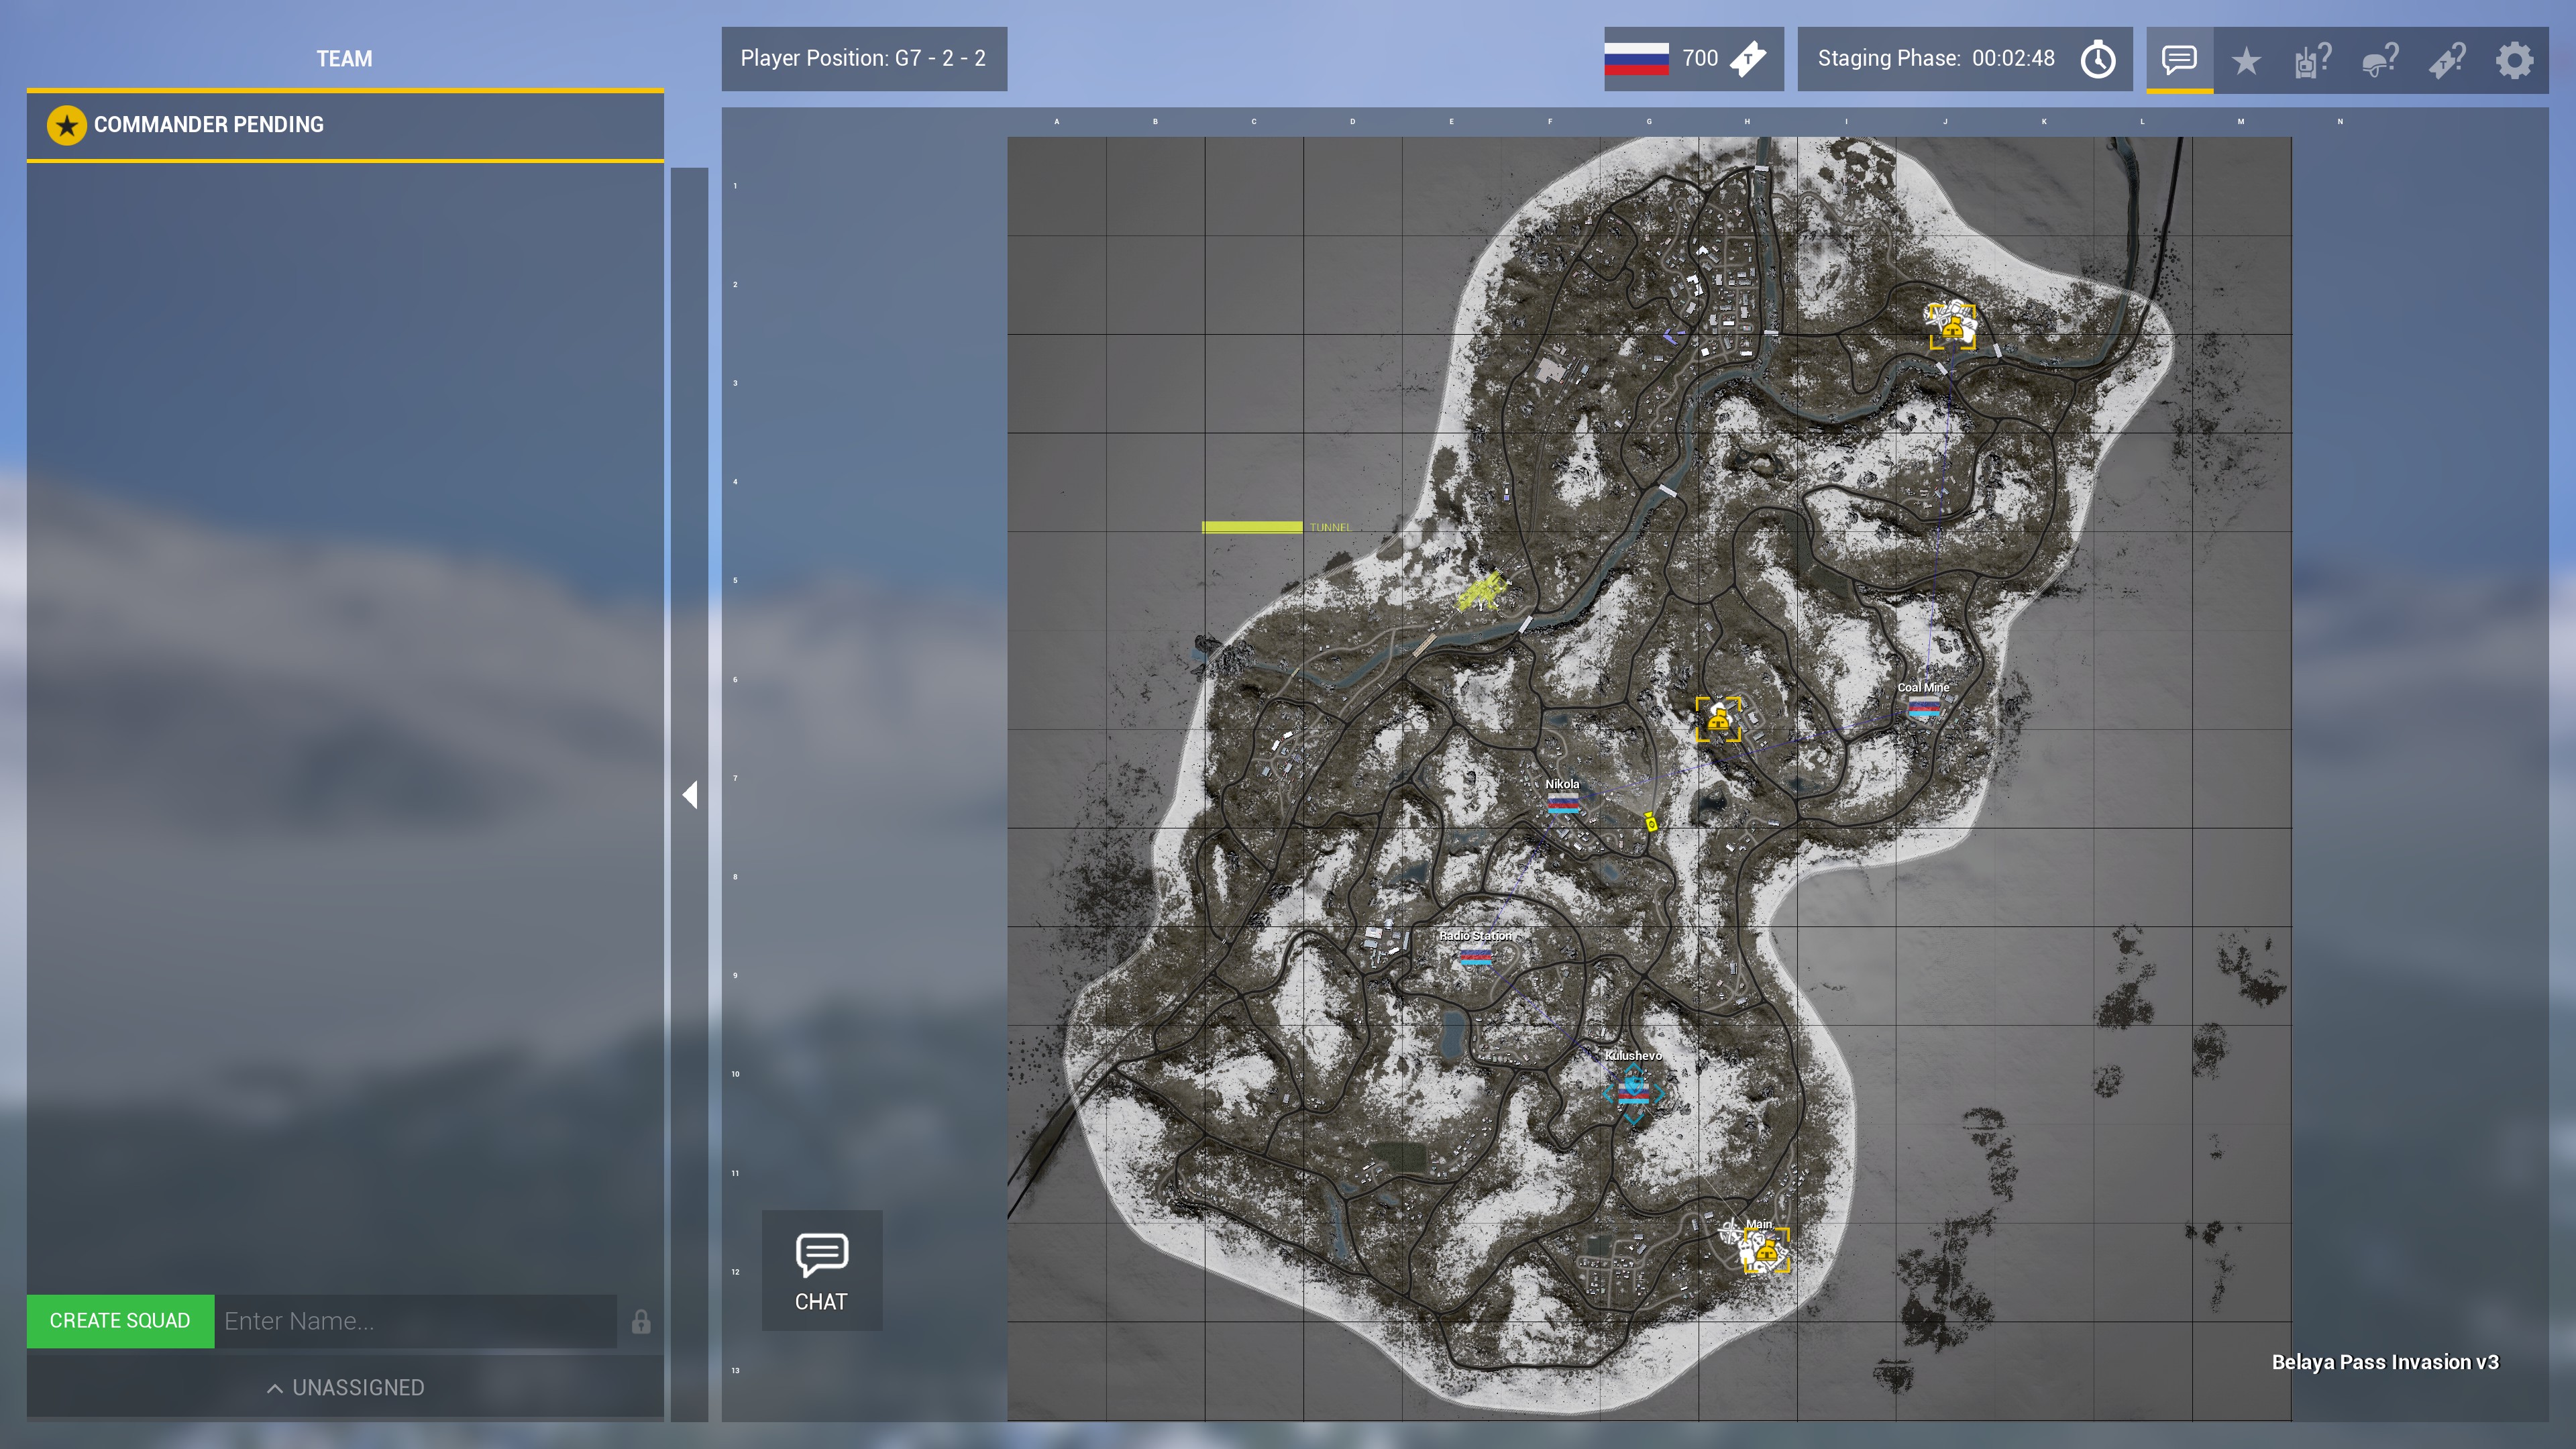 TEAM
COMMANDER PENDING
Player Position: G7 - 2 - 2
700
T
Staging Phase: 00:02:48
? ? ?
A B C D E F G H I J K L M N
1
2
3
4
TUNNEL
5
6
Coal Mine
7
Nikola
8
Radio Station
9
Kulushevo
10
11
Main
12
CHAT
13
CREATE SQUAD
Enter Name...
UNASSIGNED
Belaya Pass Invasion v3